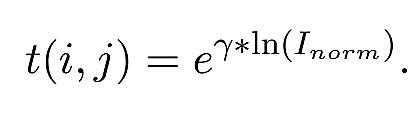 t(i, j) = e^{γ*ln(I_{norm})}.